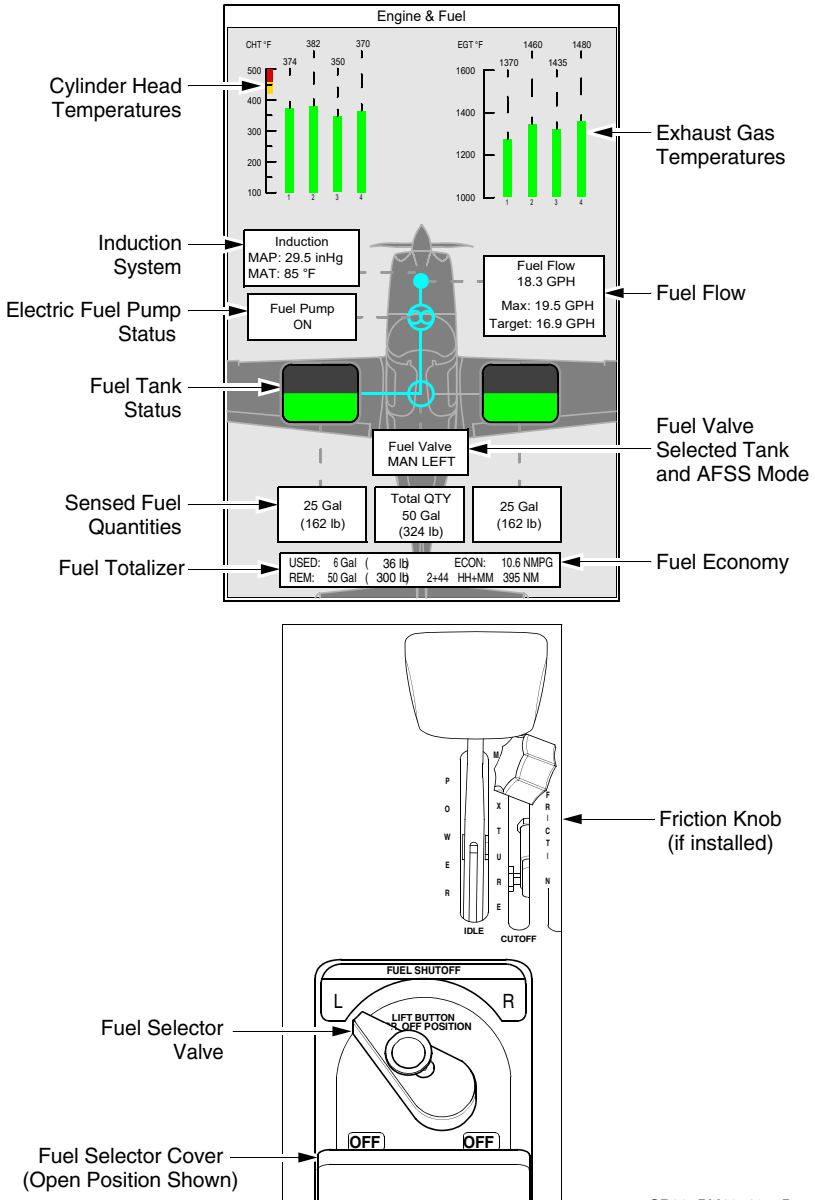 Engine & Fuel
CHT °F
374
382
350
370
500
400
300
200
100
1
2
3
4
EGT °F
1370
1460
1435
1480
1600
1400
1200
1000
1
2
3
4
Cylinder Head
Temperatures
Exhaust Gas
Temperatures
Induction
System
Induction
MAP: 29.5 inHg
MAT: 85 °F
Fuel Flow
18.3 GPH
Max: 19.5 GPH
Target: 16.9 GPH
Fuel Flow
Electric Fuel Pump
Status
Fuel Pump
ON
Fuel Tank
Status
Fuel Valve
MAN LEFT
Fuel Valve
Selected Tank
and AFSS Mode
Sensed Fuel
Quantities
25 Gal
(162 lb)
Total QTY
50 Gal
(324 lb)
25 Gal
(162 lb)
Fuel Totalizer
USED: 6 Gal ( 36 lb) ECON: 10.6 NMPG
REM: 50 Gal ( 300 lb) 2+44 HH+MM 395 NM
Fuel Economy
POWER
IDLE
M XTURE
CUTOFF
FRICTI N
Friction Knob
(if installed)
FUEL SHUTOFF
L
R
LIFT BUTTON
OFF POSITION
Fuel Selector
Valve
OFF
OFF
Fuel Selector Cover
(Open Position Shown)